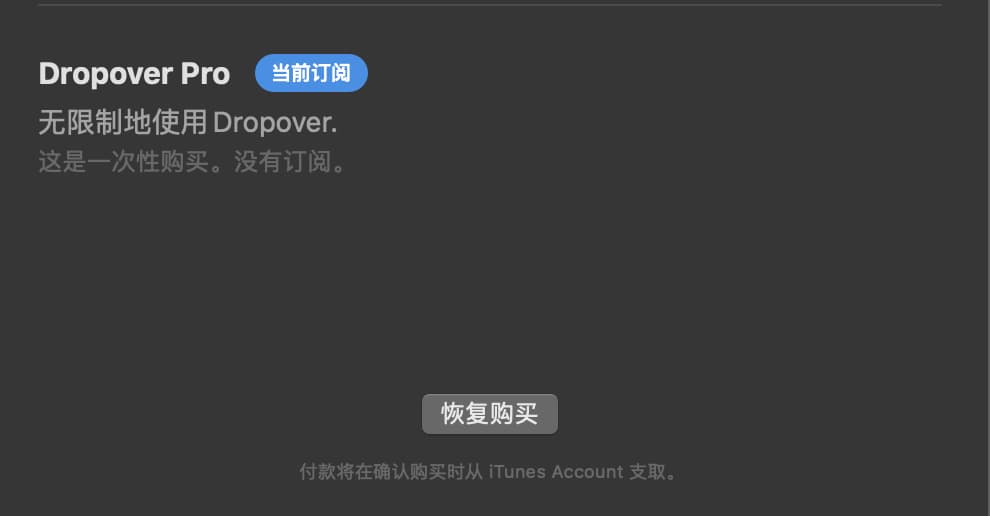 Dropover Pro 当前订阅
无限制地使用 Dropover.
这是一次性购买。没有订阅。
恢复购买
付款将在确认购买时从 iTunes Account 支取。